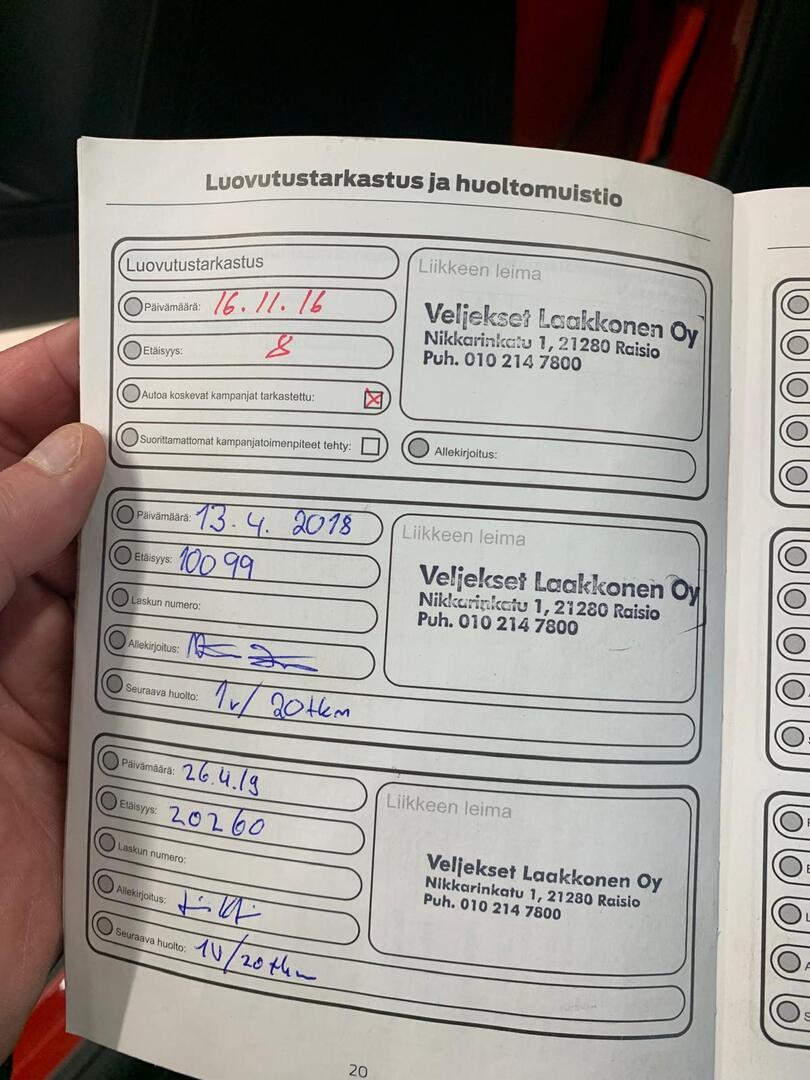 Luovutustarkastus ja huoltomuistio
Luovutustarkastus
Päivämäärä: 16.11.16
Etäisyys: 8
Autoa koskevat kampanjat tarkastettu:
Suorittamattomat kampanjatoimenpiteet tehty:
Liikkeen leima
Veljekset Laakkonen Oy
Nikkarinkatu 1, 21280 Raisio
Puh. 010 214 7800
Allekirjoitus:
Päivämäärä: 13.4.2018
Etäisyys: 10099
Laskun numero:
Allekirjoitus:
Seuraava huolto: 1v/20tkm
Liikkeen leima
Veljekset Laakkonen Oy
Nikkarinkatu 1, 21280 Raisio
Puh. 010 214 7800
Päivämäärä: 26.4.19
Etäisyys: 20260
Laskun numero:
Allekirjoitus:
Seuraava huolto: 1V/20tkm
Liikkeen leima
Veljekset Laakkonen Oy
Nikkarinkatu 1, 21280 Raisio
Puh. 010 214 7800
20